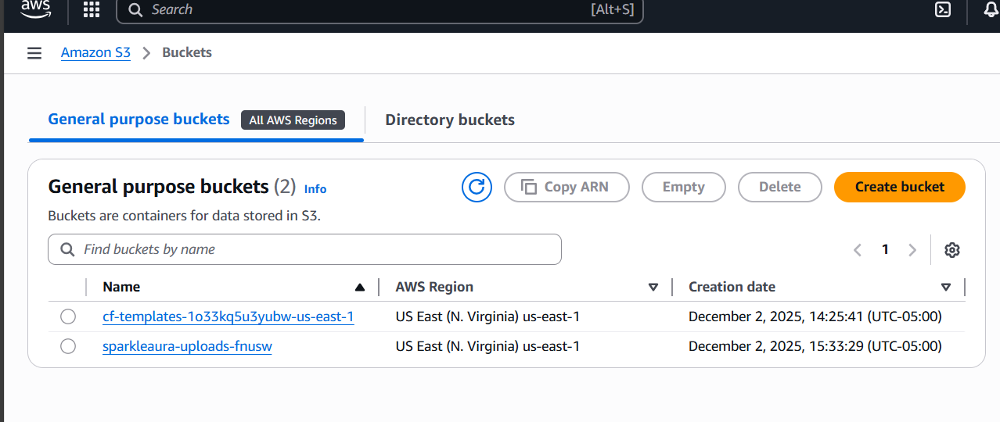 aws
Search [Alt+S]
Amazon S3 Buckets
General purpose buckets All AWS Regions Directory buckets
General purpose buckets (2) Info Copy ARN Empty Delete Create bucket
Buckets are containers for data stored in S3.
Find buckets by name 1
Name AWS Region Creation date
cf-templates-1o33kq5u3yubw-us-east-1 US East (N. Virginia) us-east-1 December 2, 2025, 14:25:41 (UTC-05:00)
sparkleaura-uploads-fnusw US East (N. Virginia) us-east-1 December 2, 2025, 15:33:29 (UTC-05:00)